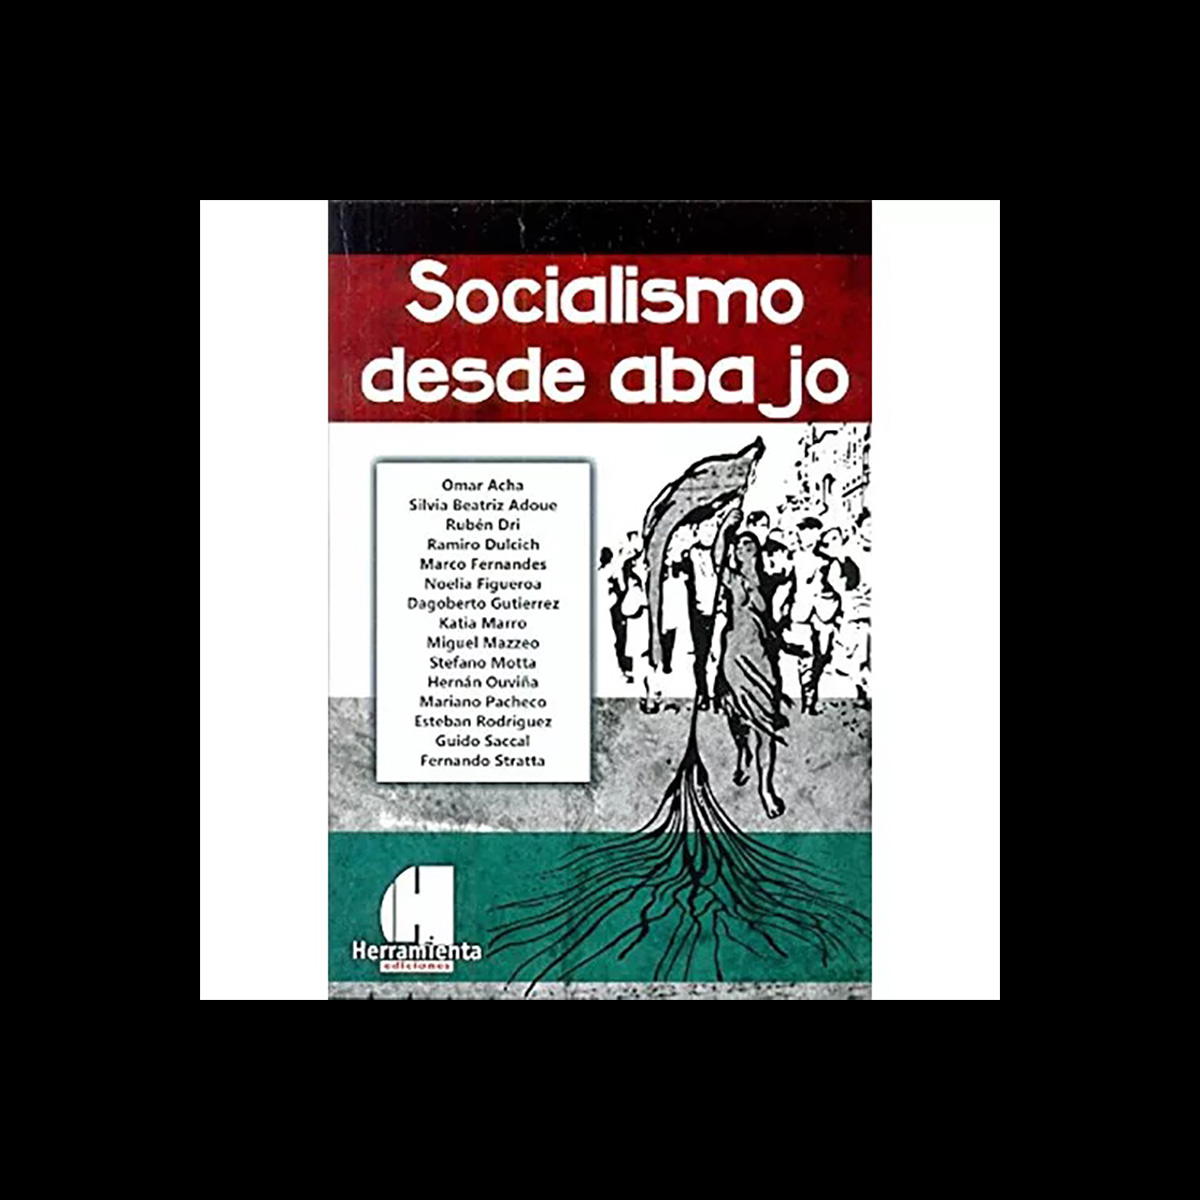 Socialismo
desde abajo
Omar Acha
Silvia Beatriz Adoue
Rubén Dri
Ramiro Dulcich
Marco Fernandes
Noelia Figueroa
Dagoberto Gutierrez
Katia Marro
Miguel Mazzeo
Stefano Motta
Hernán Ouviña
Mariano Pacheco
Esteban Rodriguez
Guido Saccal
Fernando Stratta
H
Herramienta
ediciones